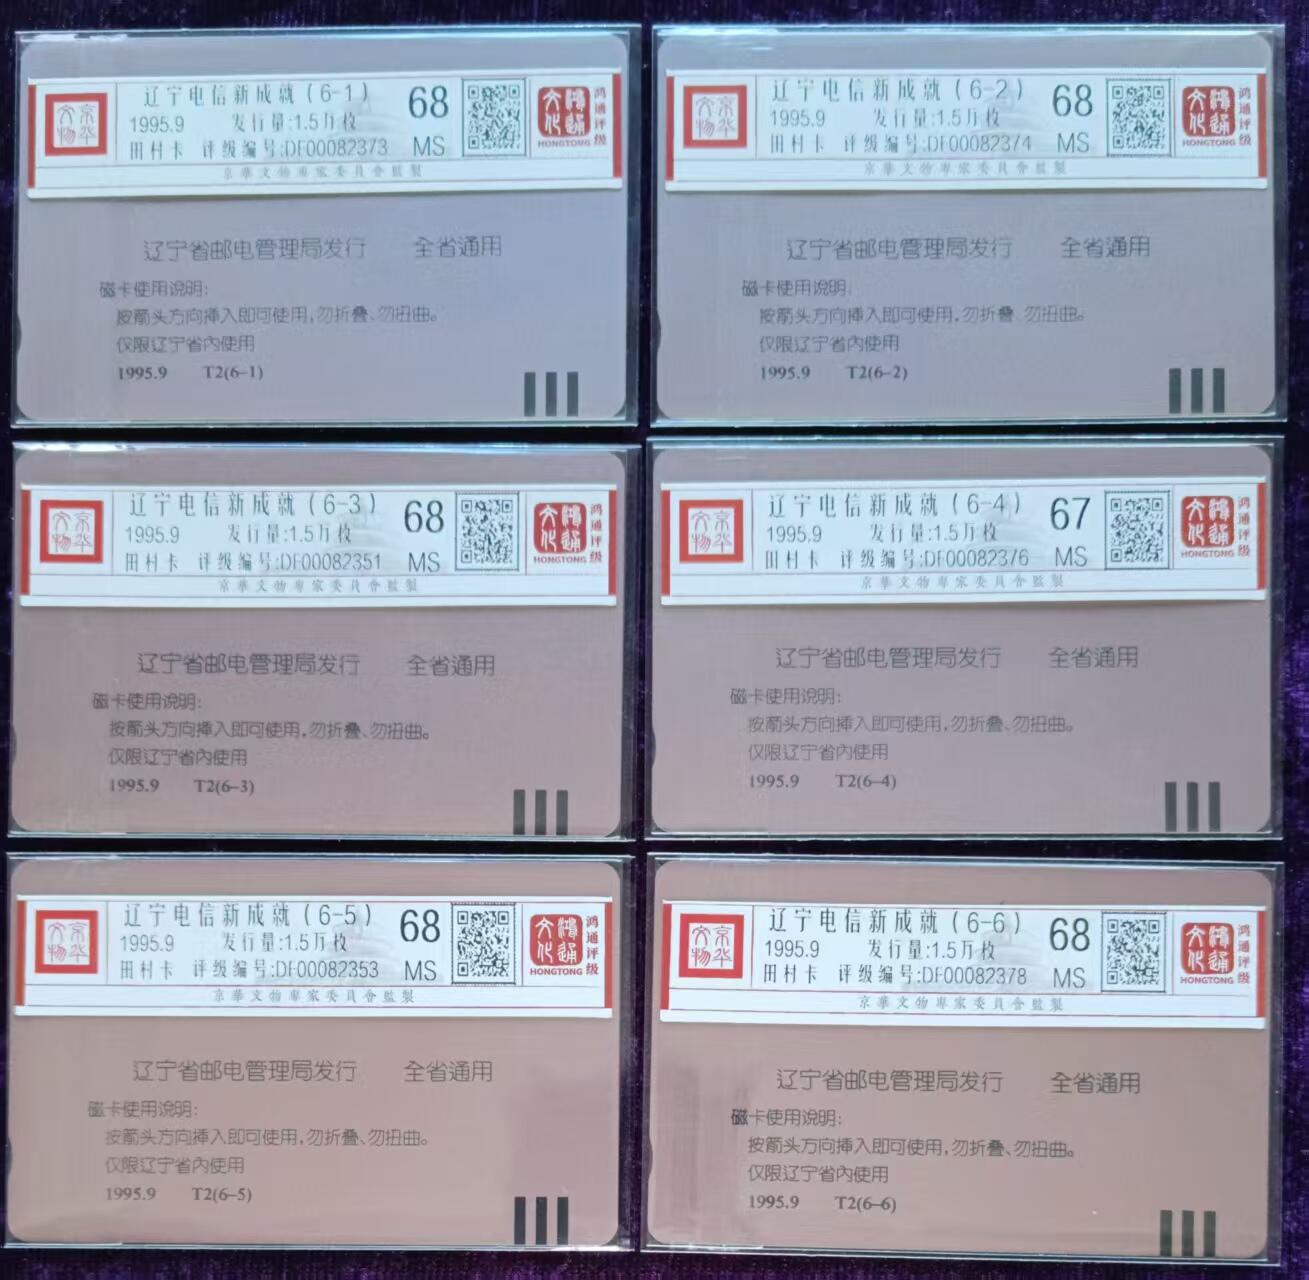 京华文物
辽宁电信新成就(6-1)
1995.9 发行量:1.5万枚
田村卡 评级编号:DF00082373
68
MS
鸿通文化
HONGTONG
鸿通评级
京華文物專家委員會監製
辽宁省邮电管理局发行 全省通用
磁卡使用说明:
按箭头方向插入即可使用,勿折叠、勿扭曲。
仅限辽宁省内使用
1995.9 T2(6-1)
京华文物
辽宁电信新成就(6-2)
1995.9 发行量:1.5万枚
田村卡 评级编号:DF00082374
68
MS
鸿通文化
HONGTONG
鸿通评级
京華文物專家委員會監製
辽宁省邮电管理局发行 全省通用
磁卡使用说明:
按箭头方向插入即可使用,勿折叠、勿扭曲。
仅限辽宁省内使用
1995.9 T2(6-2)
京华文物
辽宁电信新成就(6-3)
1995.9 发行量:1.5万枚
田村卡 评级编号:DF00082351
68
MS
鸿通文化
HONGTONG
鸿通评级
京華文物專家委員會監製
辽宁省邮电管理局发行 全省通用
磁卡使用说明:
按箭头方向插入即可使用,勿折叠、勿扭曲。
仅限辽宁省内使用
1995.9 T2(6-3)
京华文物
辽宁电信新成就(6-4)
1995.9 发行量:1.5万枚
田村卡 评级编号:DF00082376
67
MS
鸿通文化
HONGTONG
鸿通评级
京華文物專家委員會監製
辽宁省邮电管理局发行 全省通用
磁卡使用说明:
按箭头方向插入即可使用,勿折叠、勿扭曲。
仅限辽宁省内使用
1995.9 T2(6-4)
京华文物
辽宁电信新成就(6-5)
1995.9 发行量:1.5万枚
田村卡 评级编号:DF00082353
68
MS
鸿通文化
HONGTONG
鸿通评级
京華文物專家委員會監製
辽宁省邮电管理局发行 全省通用
磁卡使用说明:
按箭头方向插入即可使用,勿折叠、勿扭曲。
仅限辽宁省内使用
1995.9 T2(6-5)
京华文物
辽宁电信新成就(6-6)
1995.9 发行量:1.5万枚
田村卡 评级编号:DF00082378
68
MS
鸿通文化
HONGTONG
鸿通评级
京華文物專家委員會監製
辽宁省邮电管理局发行 全省通用
磁卡使用说明:
按箭头方向插入即可使用,勿折叠、勿扭曲。
仅限辽宁省内使用
1995.9 T2(6-6)